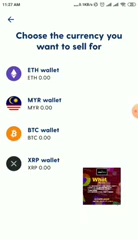 11:27 AM
Choose the currency you
want to sell for
ETH wallet
ETH 0.00
MYR wallet
MYR 0.00
BTC wallet
BTC 0.00
XRP wallet
XRP 0.00